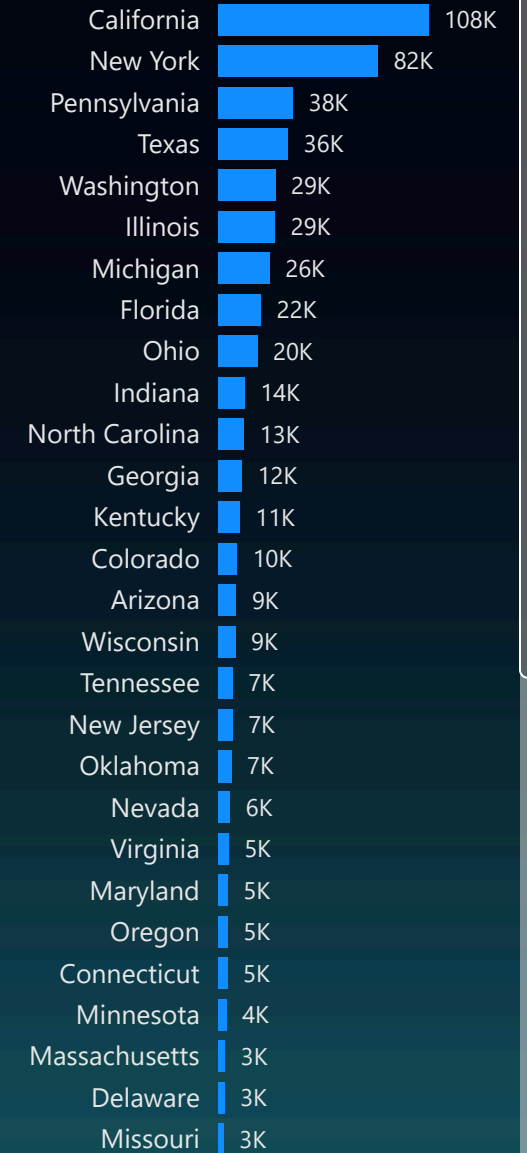 California 108K
New York 82K
Pennsylvania 38K
Texas 36K
Washington 29K
Illinois 29K
Michigan 26K
Florida 22K
Ohio 20K
Indiana 14K
North Carolina 13K
Georgia 12K
Kentucky 11K
Colorado 10K
Arizona 9K
Wisconsin 9K
Tennessee 7K
New Jersey 7K
Oklahoma 7K
Nevada 6K
Virginia 5K
Maryland 5K
Oregon 5K
Connecticut 5K
Minnesota 4K
Massachusetts 3K
Delaware 3K
Missouri 3K